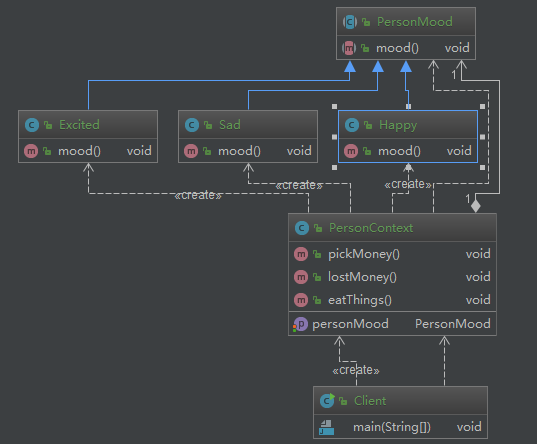 PersonMood
mood() void
1
Excited
mood() void
Sad
mood() void
Happy
mood() void
«create»
«create»
«create»
1
PersonContext
pickMoney() void
lostMoney() void
eatThings() void
personMood PersonMood
«create»
Client
main(String[]) void